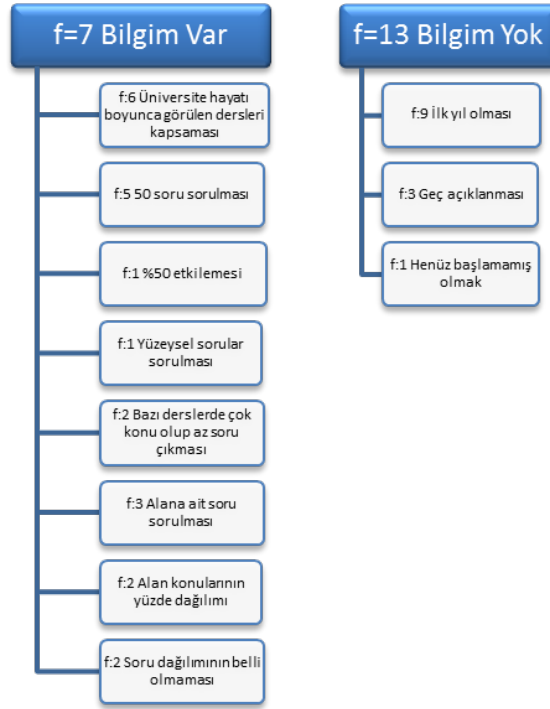 f=7 Bilgim Var
f:6 Üniversite hayatı
boyunca görülen dersleri
kapsaması
f:5 50 soru sorulması
f:1 %50 etkilemesi
f:1 Yüzeysel sorular
sorulması
f:2 Bazı derslerde çok
konu olup az soru
çıkması
f:3 Alana ait soru
sorulması
f:2 Alan konularının
yüzde dağılımı
f:2 Soru dağılımının belli
olmaması
f=13 Bilgim Yok
f:9 İlk yıl olması
f:3 Geç açıklanması
f:1 Henüz başlamamış
olmak